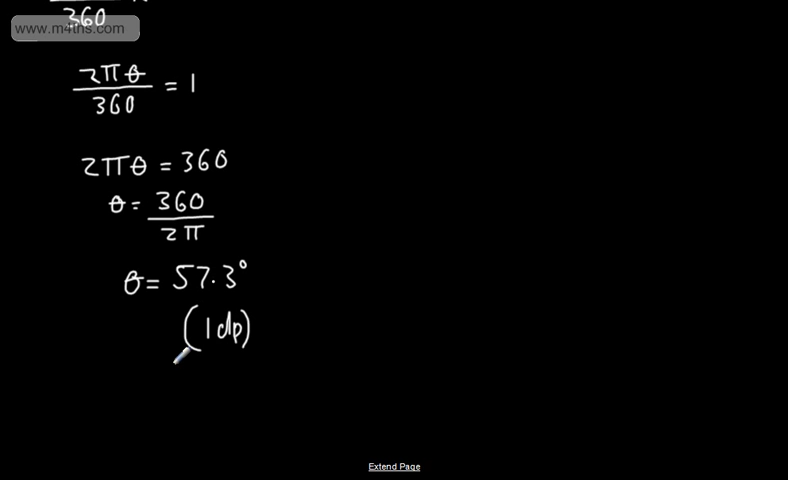 360
www.m4ths.com
2πθ/360 = 1
2πθ = 360
θ = 360/2π
θ = 57.3°
(1dp)
Extend Page